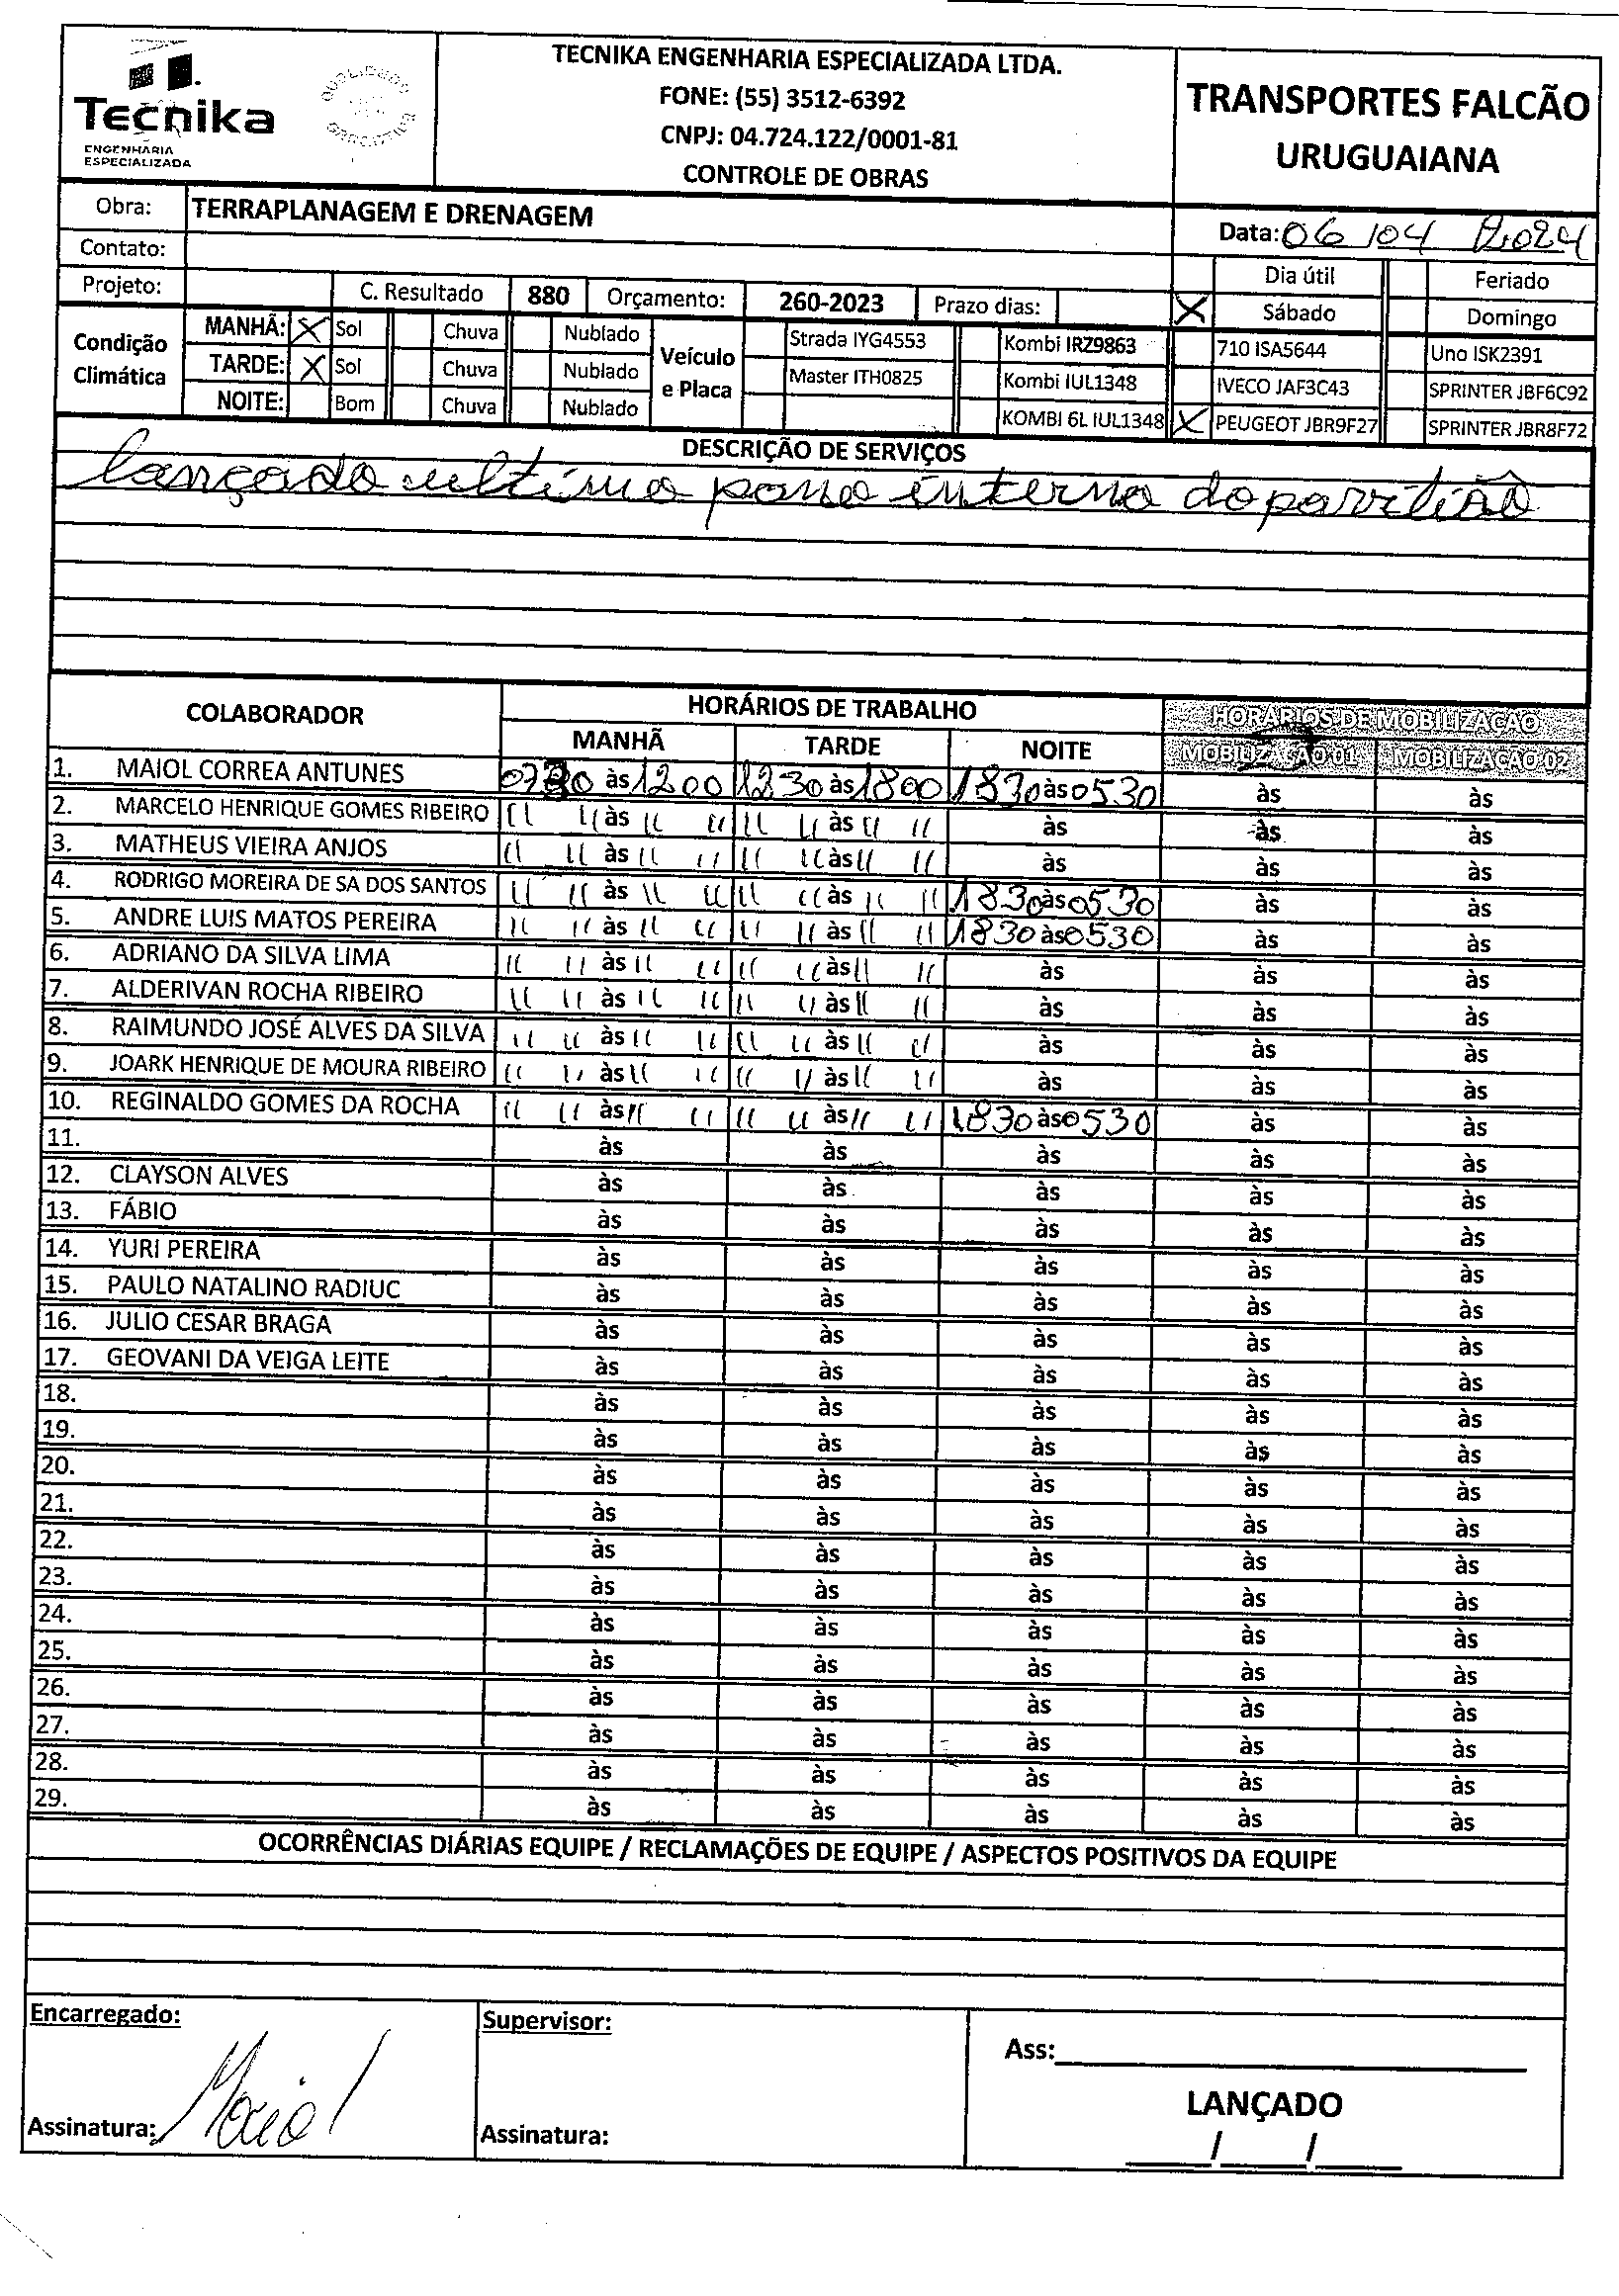 Tecnika
ENGENHARIA
ESPECIALIZADA
TECNIKA ENGENHARIA ESPECIALIZADA LTDA.
FONE: (55) 3512-6392
CNPJ: 04.724.122/0001-81
CONTROLE DE OBRAS
TRANSPORTES FALCÃO
URUGUAIANA
Obra: TERRAPLANAGEM E DRENAGEM
Data: 06/04/2024
Contato:
Dia útil Feriado
Projeto: C. Resultado 880 Orçamento: 260-2023 Prazo dias: X Sábado Domingo
Condição Climática
MANHÃ: X Sol Chuva Nublado
TARDE: X Sol Chuva Nublado
NOITE: Bom Chuva Nublado
Veículo e Placa
Strada IYG4553 Kombi IRZ9863 710 ISA5644 Uno ISK2391
Master ITH0825 Kombi IUL1348 IVECO JAF3C43 SPRINTER JBF6C92
KOMBI 6L IUL1348 X PEUGEOT JBR9F27 SPRINTER JBR8F72
DESCRIÇÃO DE SERVIÇOS
lançado último pano interno do pavilião
COLABORADOR HORÁRIOS DE TRABALHO HORÁRIOS DE MOBILIZAÇÃO
MANHÃ TARDE NOITE MOBILIZAÇÃO 01 MOBILIZAÇÃO 02
1. MAIOL CORREA ANTUNES 0730 às 1200 1230 às 1800 1830 às 0530 às às
2. MARCELO HENRIQUE GOMES RIBEIRO " " às " " " " às " " às às às
3. MATHEUS VIEIRA ANJOS " " às " " " " às " " às às às
4. RODRIGO MOREIRA DE SA DOS SANTOS " " às " " " " às " " 1830 às 0530 às às
5. ANDRE LUIS MATOS PEREIRA " " às " " " " às " " 1830 às 0530 às às
6. ADRIANO DA SILVA LIMA " " às " " " " às " " às às às
7. ALDERIVAN ROCHA RIBEIRO " " às " " " " às " " às às às
8. RAIMUNDO JOSÉ ALVES DA SILVA " " às " " " " às " " às às às
9. JOARK HENRIQUE DE MOURA RIBEIRO " " às " " " " às " " às às às
10. REGINALDO GOMES DA ROCHA " " às " " " " às " " 1830 às 0530 às às
11. às às às às às
12. CLAYSON ALVES às às às às às
13. FÁBIO às às às às às
14. YURI PEREIRA às às às às às
15. PAULO NATALINO RADIUC às às às às às
16. JULIO CESAR BRAGA às às às às às
17. GEOVANI DA VEIGA LEITE às às às às às
18. às às às às às
19. às às às às às
20. às às às às às
21. às às às às às
22. às às às às às
23. às às às às às
24. às às às às às
25. às às às às às
26. às às às às às
27. às às às às às
28. às às às às às
29. às às às às às
OCORRÊNCIAS DIÁRIAS EQUIPE / RECLAMAÇÕES DE EQUIPE / ASPECTOS POSITIVOS DA EQUIPE
Encarregado: Supervisor:
Ass:
LANÇADO
Assinatura: Maiol Assinatura:
/ /